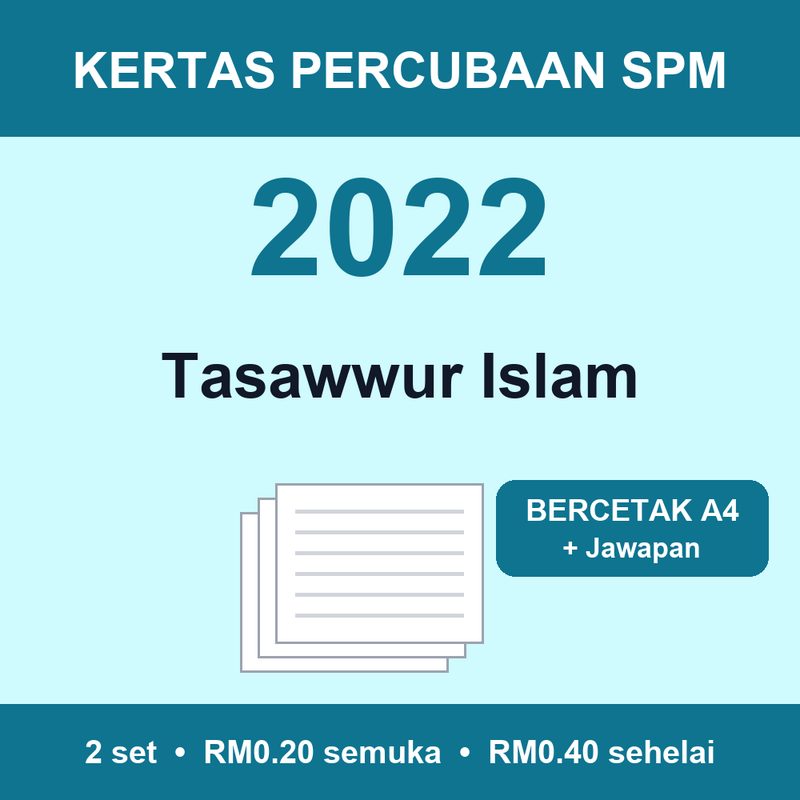 KERTAS PERCUBAAN SPM
2022
Tasawwur Islam
BERCETAK A4
+ Jawapan
2 set • RM0.20 semuka • RM0.40 sehelai